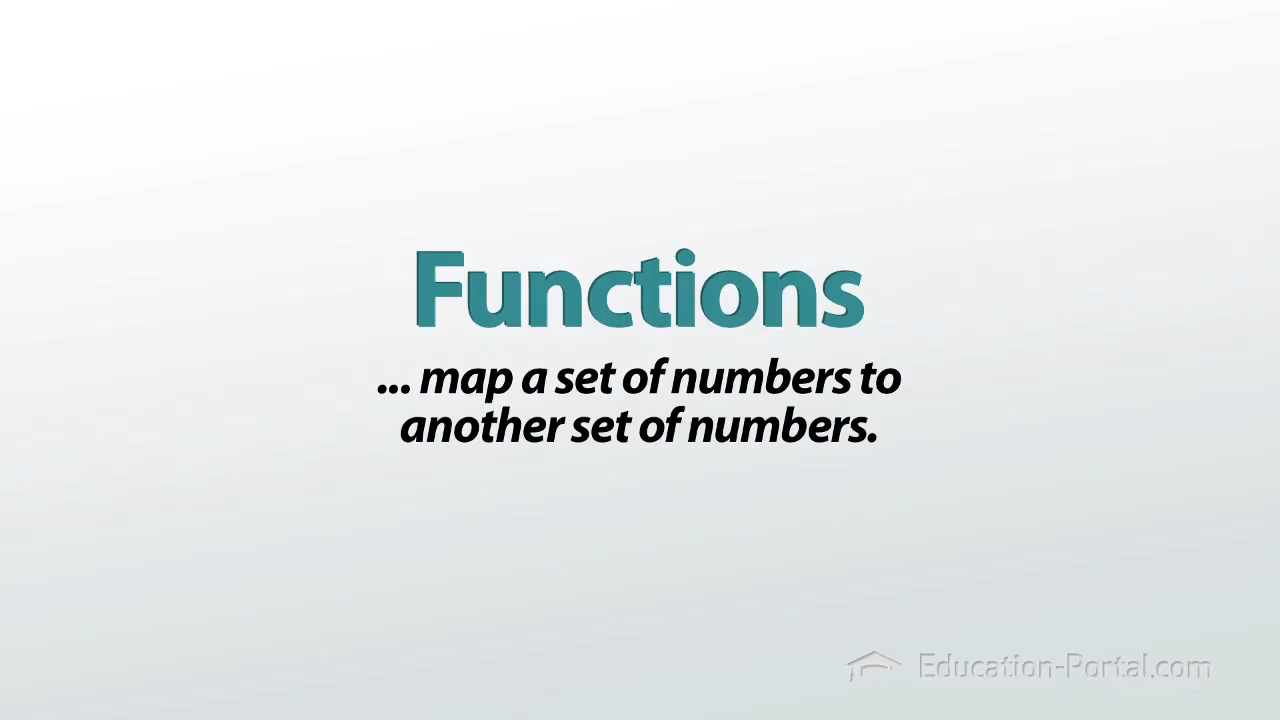 Functions
... map a set of numbers to
another set of numbers.
Education-Portal.com